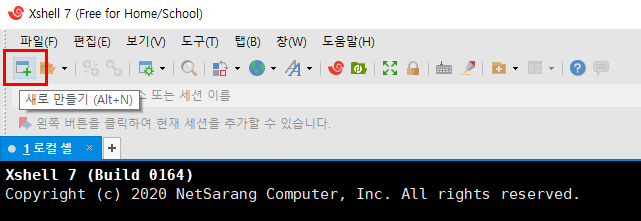 Xshell 7 (Free for Home/School)
파일(F) 편집(E) 보기(V) 도구(T) 탭(B) 창(W) 도움말(H)
새로 만들기 (Alt+N)
또는 세션 이름
왼쪽 버튼을 클릭하여 현재 세션을 추가할 수 있습니다.
1 로컬 셸 × +
Xshell 7 (Build 0164)
Copyright (c) 2020 NetSarang Computer, Inc. All rights reserved.